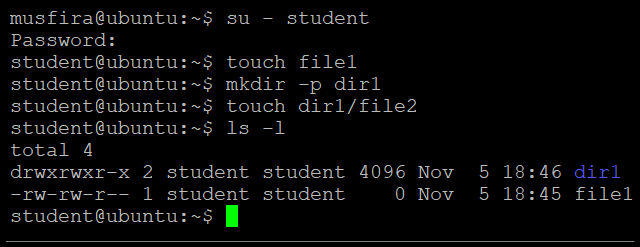 musfira@ubuntu:~$ su - student
Password:
student@ubuntu:~$ touch file1
student@ubuntu:~$ mkdir -p dir1
student@ubuntu:~$ touch dir1/file2
student@ubuntu:~$ ls -l
total 4
drwxrwxr-x 2 student student 4096 Nov  5 18:46 dir1
-rw-rw-r-- 1 student student    0 Nov  5 18:45 file1
student@ubuntu:~$